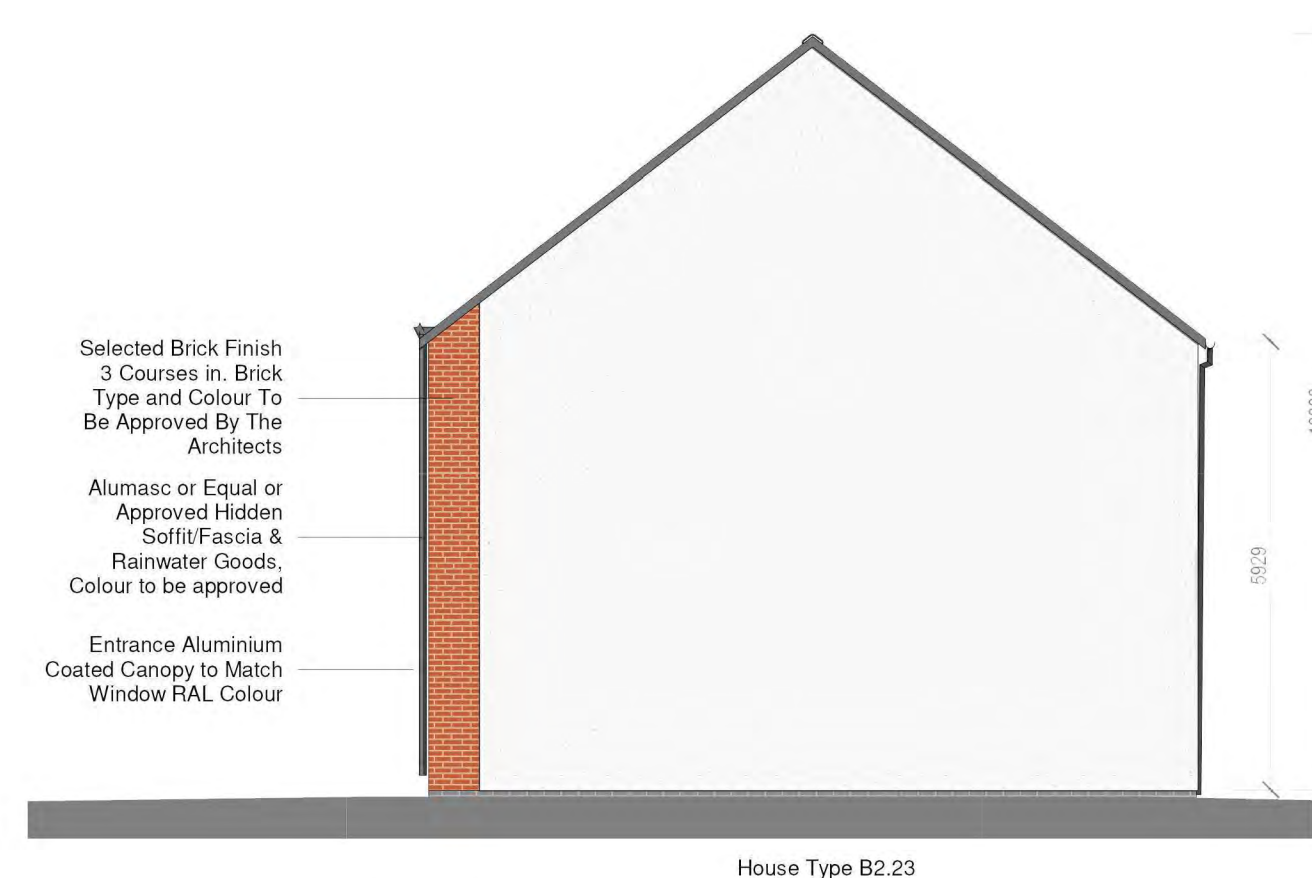 Selected Brick Finish
3 Courses in. Brick
Type and Colour To
Be Approved By The
Architects
Alumasc or Equal or
Approved Hidden
Soffit/Fascia &
Rainwater Goods,
Colour to be approved
Entrance Aluminium
Coated Canopy to Match
Window RAL Colour
5929
House Type B2.23